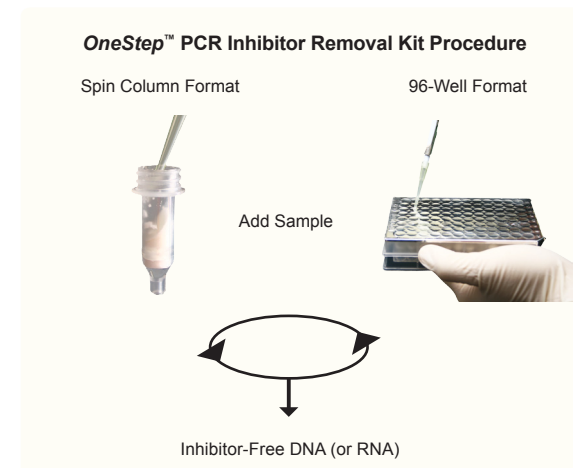 OneStep™ PCR Inhibitor Removal Kit Procedure
Spin Column Format
96-Well Format
Add Sample
Inhibitor-Free DNA (or RNA)